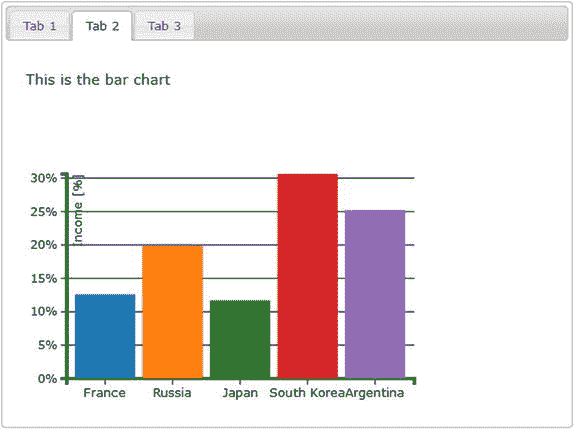 Tab 1 Tab 2 Tab 3
This is the bar chart
Income [%]
30%
25%
20%
15%
10%
5%
0%
France Russia Japan South Korea Argentina